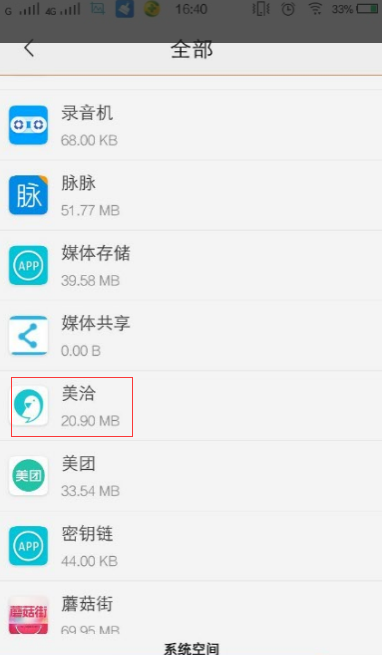 G 4G 16:40 33%
全部
录音机
68.00 KB
脉
脉脉
51.77 MB
APP
媒体存储
39.58 MB
媒体共享
0.00 B
美洽
20.90 MB
美团
美团
33.54 MB
APP
密钥链
44.00 KB
蘑菇街
蘑菇街
69.95 MB
系统空间